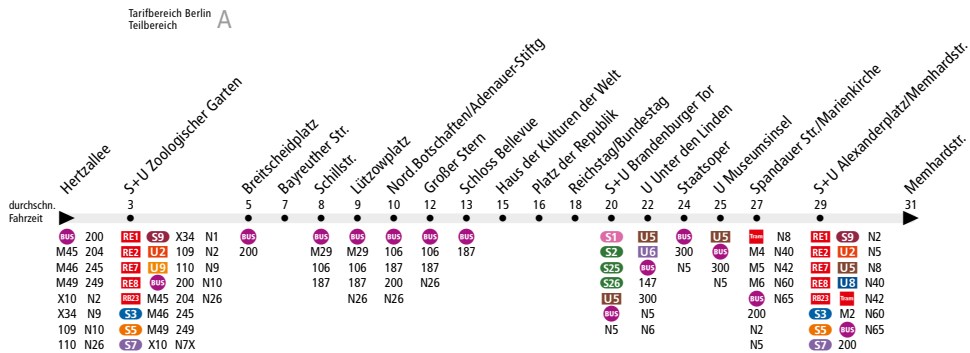 Tarifbereich Berlin A
Teilbereich
Hertzallee
S+U Zoologischer Garten
Breitscheidplatz
Bayreuther Str.
Schillstr.
Lützowplatz
Nord.Botschaften/Adenauer-Stiftg
Großer Stern
Schloss Bellevue
Haus der Kulturen der Welt
Platz der Republik
Reichstag/Bundestag
S+U Brandenburger Tor
U Unter den Linden
Staatsoper
U Museumsinsel
Spandauer Str./Marienkirche
S+U Alexanderplatz/Memhardstr.
Memhardstr.
durchschn. 3 5 7 8 9 10 12 13 15 16 18 20 22 24 25 27 29 31
Fahrzeit
BUS 200 RE1 S9 X34 N1 BUS BUS BUS BUS BUS BUS S1 U5 BUS U5 Tram N8 RE1 S9 N2
M45 204 RE2 U2 109 N2 200 M29 M29 106 106 187 S2 U6 300 BUS M4 N40 RE2 U2 N5
M46 245 RE7 U9 110 N9 106 106 187 187 S25 BUS N5 300 M5 N42 RE7 U5 N8
M49 249 RE8 BUS 200 N10 187 187 200 N26 S26 147 N5 M6 N60 RE8 U8 N40
X10 N2 RB23 M45 204 N26 N26 N26 U5 300 BUS N65 RB23 Tram N42
X34 N9 S3 M46 245 BUS N5 200 S3 M2 N60
109 N10 S5 M49 249 N5 N6 N2 S5 BUS N65
110 N26 S7 X10 N7X N5 S7 200